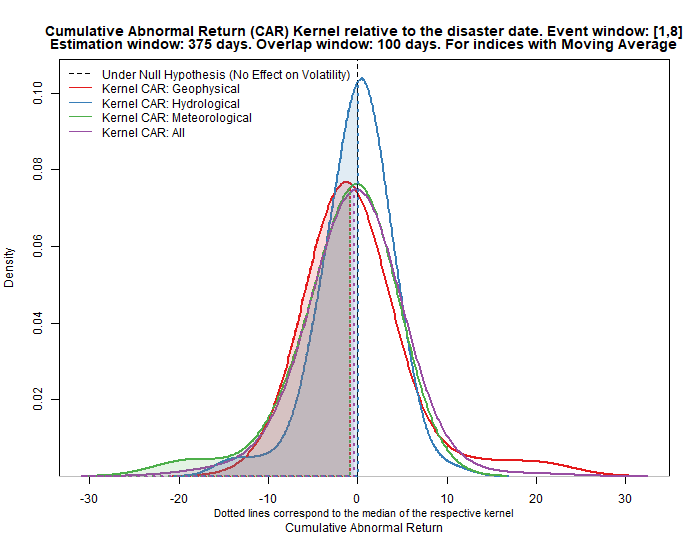 Cumulative Abnormal Return (CAR) Kernel relative to the disaster date. Event window: [1,8]
Estimation window: 375 days. Overlap window: 100 days. For indices with Moving Average
Under Null Hypothesis (No Effect on Volatility)
Kernel CAR: Geophysical
Kernel CAR: Hydrological
Kernel CAR: Meteorological
Kernel CAR: All
0.10
0.08
0.06
0.04
0.02
Density
-30 -20 -10 0 10 20 30
Dotted lines correspond to the median of the respective kernel
Cumulative Abnormal Return